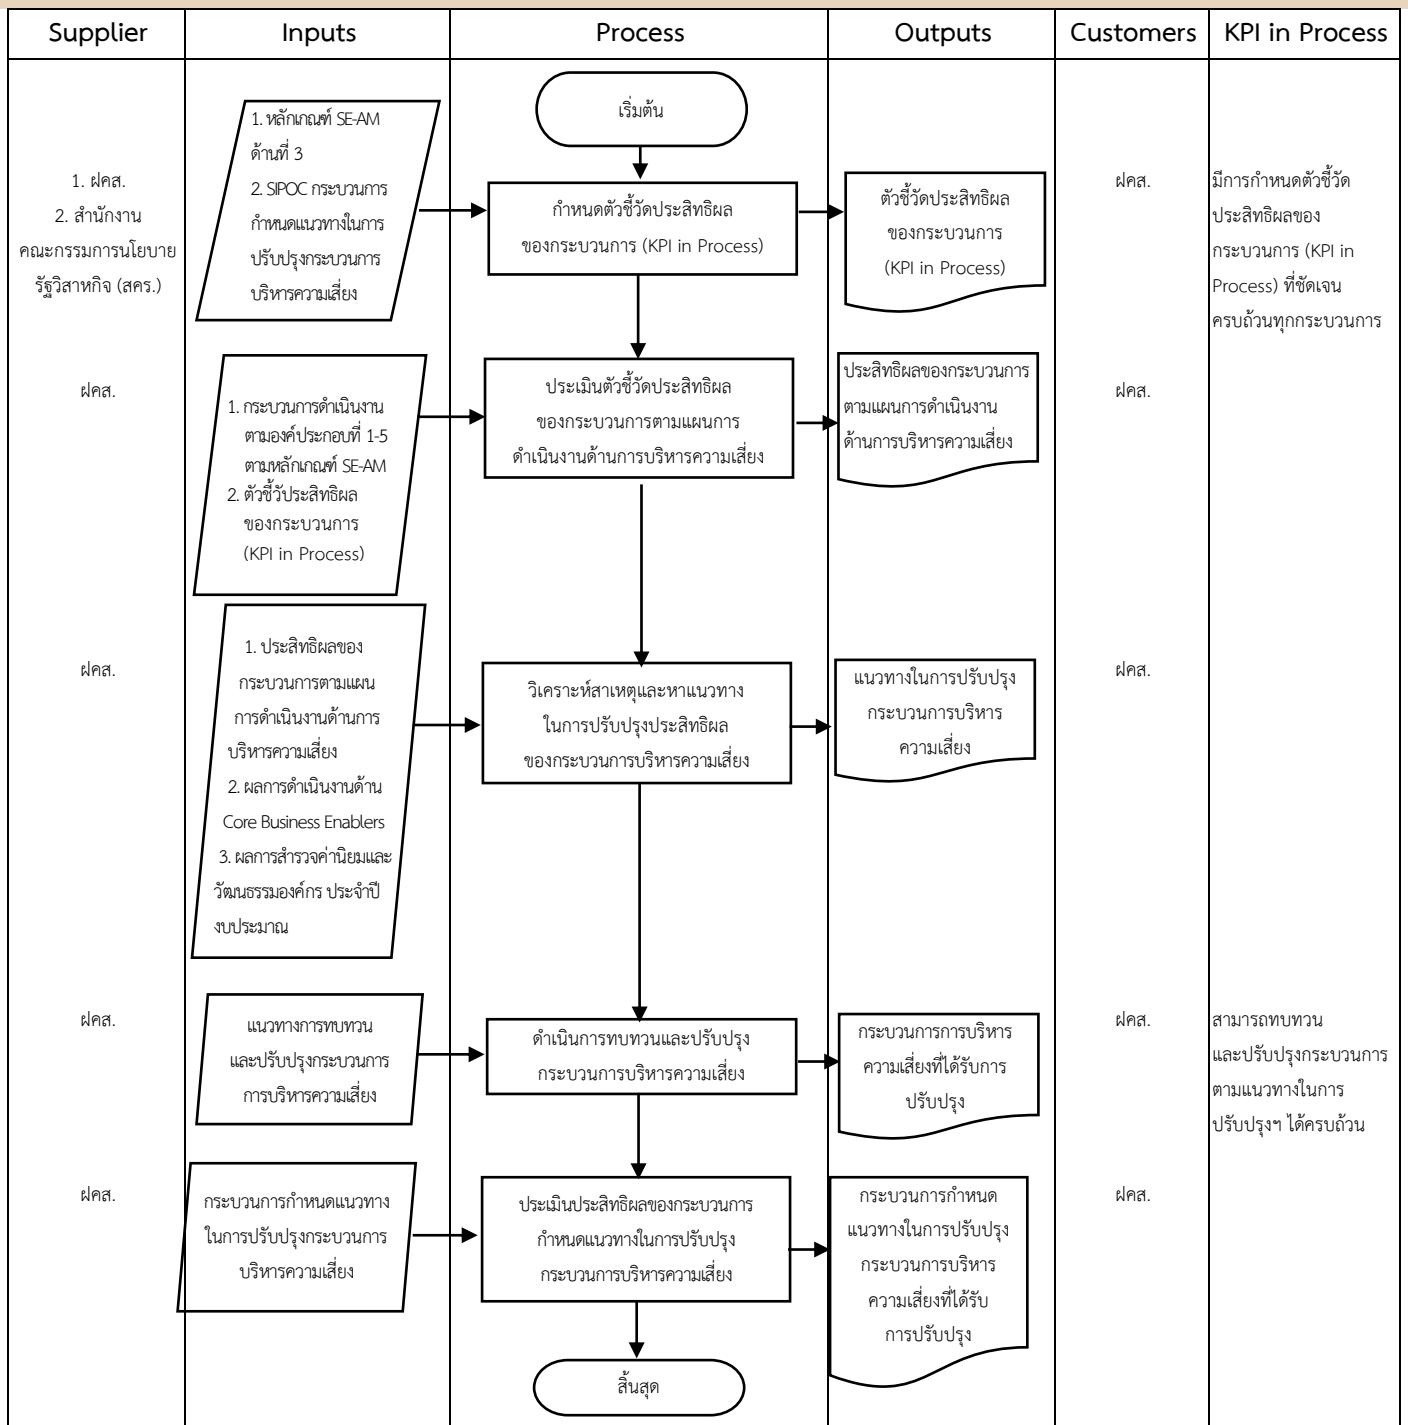 Supplier
Inputs
Process
Outputs
Customers
KPI in Process
เริ่มต้น
1. ฝคส.
2. สำนักงาน
คณะกรรมการนโยบาย
รัฐวิสาหกิจ (สคร.)
1. หลักเกณฑ์ SE-AM
ด้านที่ 3
2. SIPOC กระบวนการ
กำหนดแนวทางในการ
ปรับปรุงกระบวนการ
บริหารความเสี่ยง
กำหนดตัวชี้วัดประสิทธิผล
ของกระบวนการ (KPI in Process)
ตัวชี้วัดประสิทธิผล
ของกระบวนการ
(KPI in Process)
ฝคส.
มีการกำหนดตัวชี้วัด
ประสิทธิผลของ
กระบวนการ (KPI in
Process) ที่ชัดเจน
ครบถ้วนทุกกระบวนการ
ฝคส.
1. กระบวนการดำเนินงาน
ตามองค์ประกอบที่ 1-5
ตามหลักเกณฑ์ SE-AM
2. ตัวชี้วัประสิทธิผล
ของกระบวนการ
(KPI in Process)
ประเมินตัวชี้วัดประสิทธิผล
ของกระบวนการตามแผนการ
ดำเนินงานด้านการบริหารความเสี่ยง
ประสิทธิผลของกระบวนการ
ตามแผนการดำเนินงาน
ด้านการบริหารความเสี่ยง
ฝคส.
ฝคส.
1. ประสิทธิผลของ
กระบวนการตามแผน
การดำเนินงานด้านการ
บริหารความเสี่ยง
2. ผลการดำเนินงานด้าน
Core Business Enablers
3. ผลการสำรวจค่านิยมและ
วัฒนธรรมองค์กร ประจำปี
งบประมาณ
วิเคราะห์สาเหตุและหาแนวทาง
ในการปรับปรุงประสิทธิผล
ของกระบวนการบริหารความเสี่ยง
แนวทางในการปรับปรุง
กระบวนการบริหาร
ความเสี่ยง
ฝคส.
ฝคส.
แนวทางการทบทวน
และปรับปรุงกระบวนการ
การบริหารความเสี่ยง
ดำเนินการทบทวนและปรับปรุง
กระบวนการบริหารความเสี่ยง
กระบวนการการบริหาร
ความเสี่ยงที่ได้รับการ
ปรับปรุง
ฝคส.
สามารถทบทวน
และปรับปรุงกระบวนการ
ตามแนวทางในการ
ปรับปรุงฯ ได้ครบถ้วน
ฝคส.
กระบวนการกำหนดแนวทาง
ในการปรับปรุงกระบวนการ
บริหารความเสี่ยง
ประเมินประสิทธิผลของกระบวนการ
กำหนดแนวทางในการปรับปรุง
กระบวนการบริหารความเสี่ยง
กระบวนการกำหนด
แนวทางในการปรับปรุง
กระบวนการบริหาร
ความเสี่ยงที่ได้รับ
การปรับปรุง
ฝคส.
สิ้นสุด